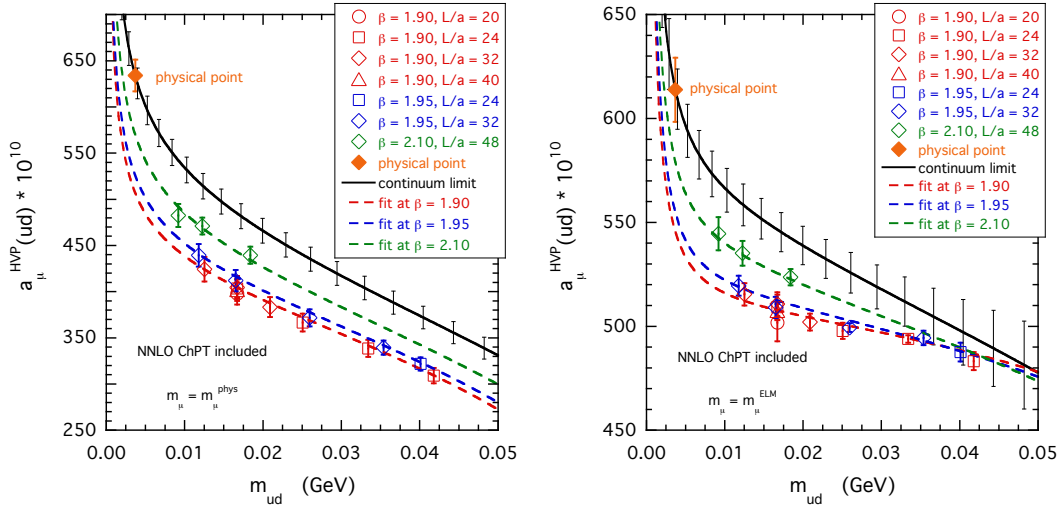 β = 1.90, L/a = 20
β = 1.90, L/a = 24
β = 1.90, L/a = 32
β = 1.90, L/a = 40
β = 1.95, L/a = 24
β = 1.95, L/a = 32
β = 2.10, L/a = 48
physical point
continuum limit
fit at β = 1.90
fit at β = 1.95
fit at β = 2.10
physical point
NNLO ChPT included
m_μ = m_μ^phys
a_μ^HVP(ud) * 10^10
650
550
450
350
250
0.00 0.01 0.02 0.03 0.04 0.05
m_ud (GeV)
β = 1.90, L/a = 20
β = 1.90, L/a = 24
β = 1.90, L/a = 32
β = 1.90, L/a = 40
β = 1.95, L/a = 24
β = 1.95, L/a = 32
β = 2.10, L/a = 48
physical point
continuum limit
fit at β = 1.90
fit at β = 1.95
fit at β = 2.10
physical point
NNLO ChPT included
m_μ = m_μ^ELM
a_μ^HVP(ud) * 10^10
650
600
550
500
450
0.00 0.01 0.02 0.03 0.04 0.05
m_ud (GeV)